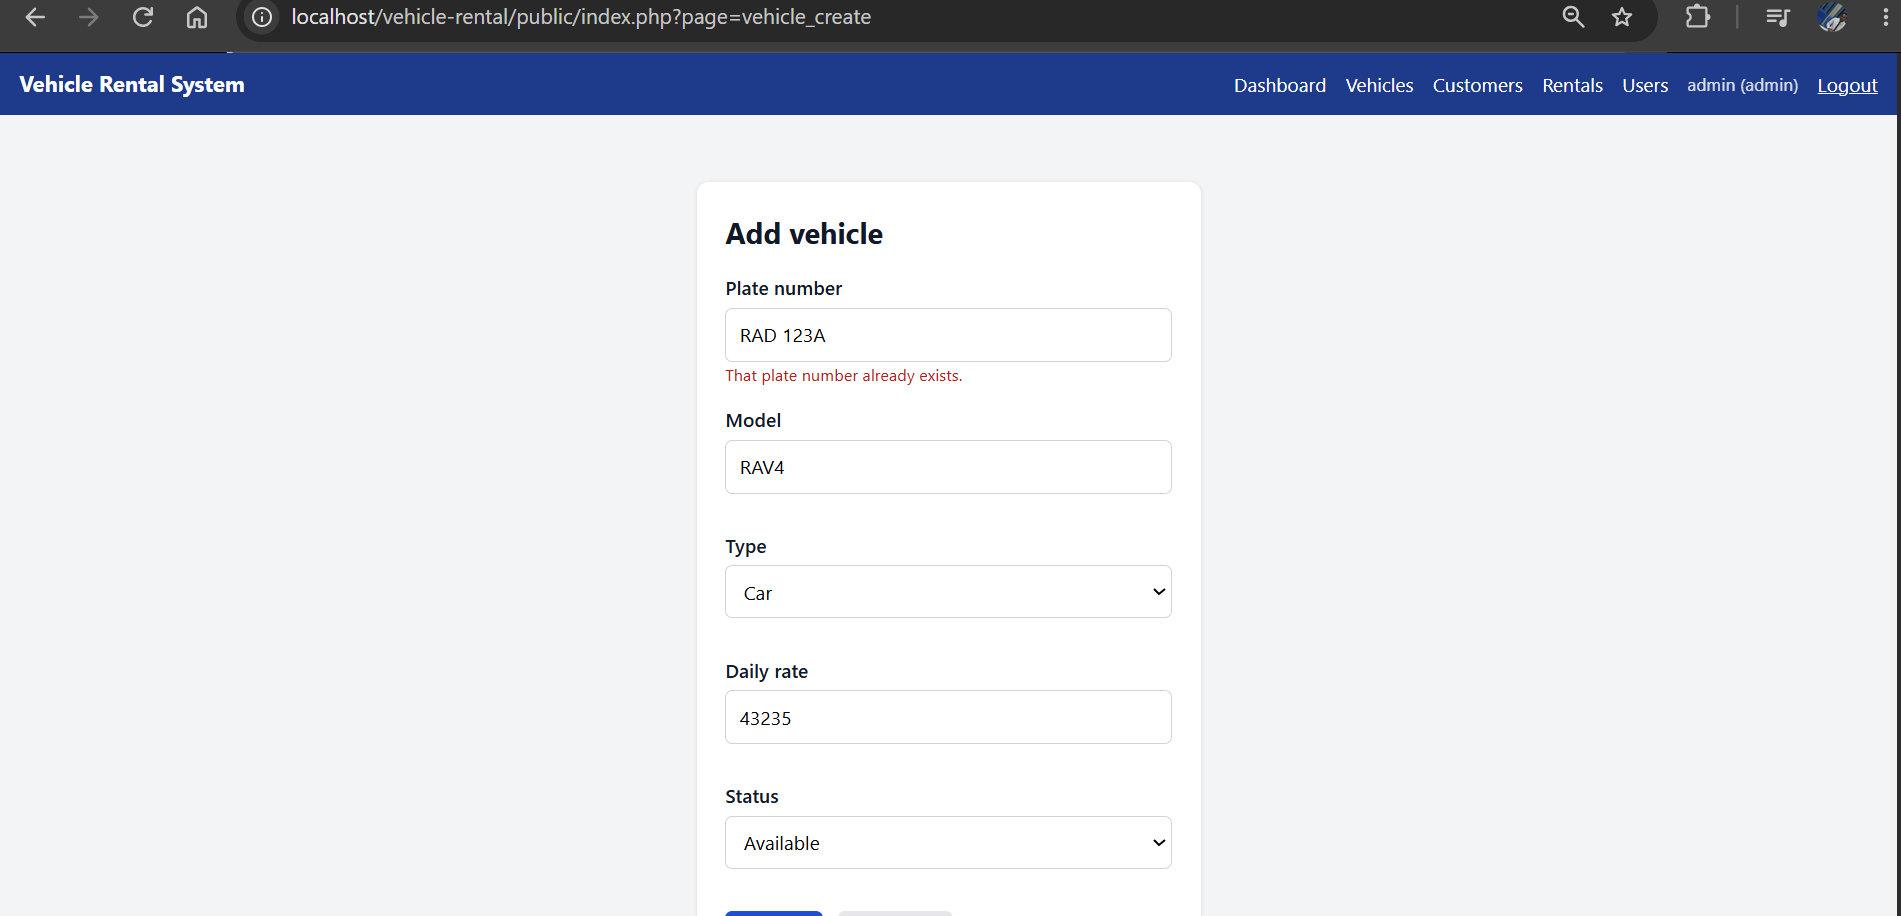 localhost/vehicle-rental/public/index.php?page=vehicle_create
Vehicle Rental System
Dashboard Vehicles Customers Rentals Users admin (admin) Logout
Add vehicle
Plate number
RAD 123A
That plate number already exists.
Model
RAV4
Type
Car
Daily rate
43235
Status
Available